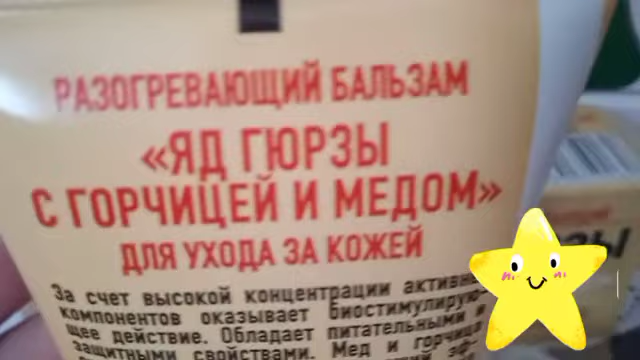 РАЗОГРЕВАЮЩИЙ БАЛЬЗАМ
«ЯД ГЮРЗЫ
С ГОРЧИЦЕЙ И МЕДОМ»
ДЛЯ УХОДА ЗА КОЖЕЙ
За счет высокой концентрации
компонентов оказывает биостимулирую-
щее действие. Обладает питательными и
защитными свойствами. Мед и